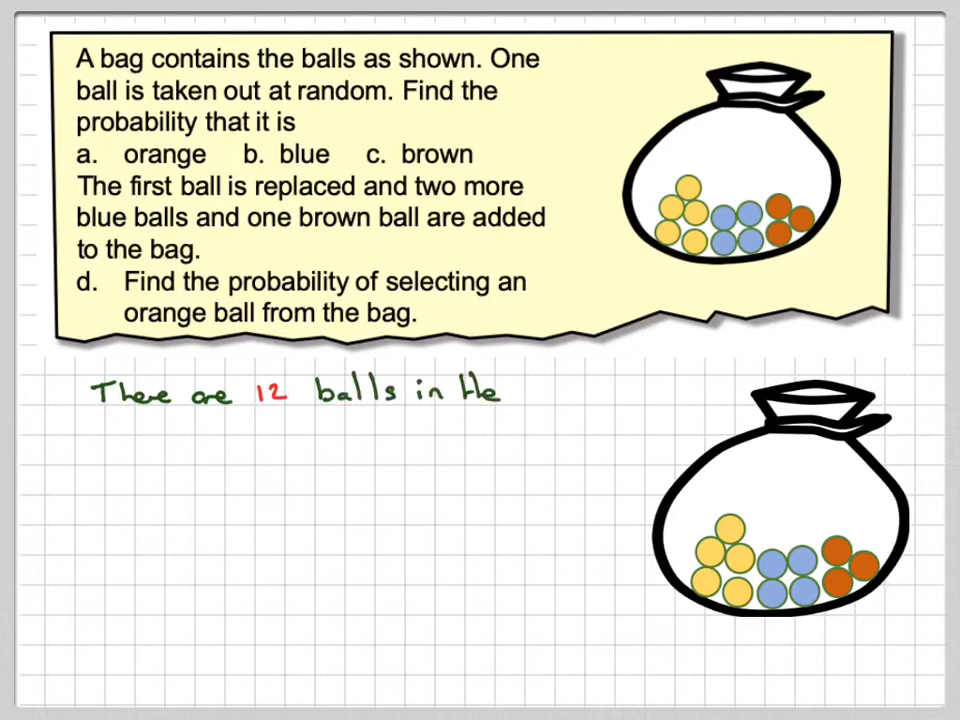 A bag contains the balls as shown. One
ball is taken out at random. Find the
probability that it is
a. orange b. blue c. brown
The first ball is replaced and two more
blue balls and one brown ball are added
to the bag.
d. Find the probability of selecting an
orange ball from the bag.
There are 12 balls in the